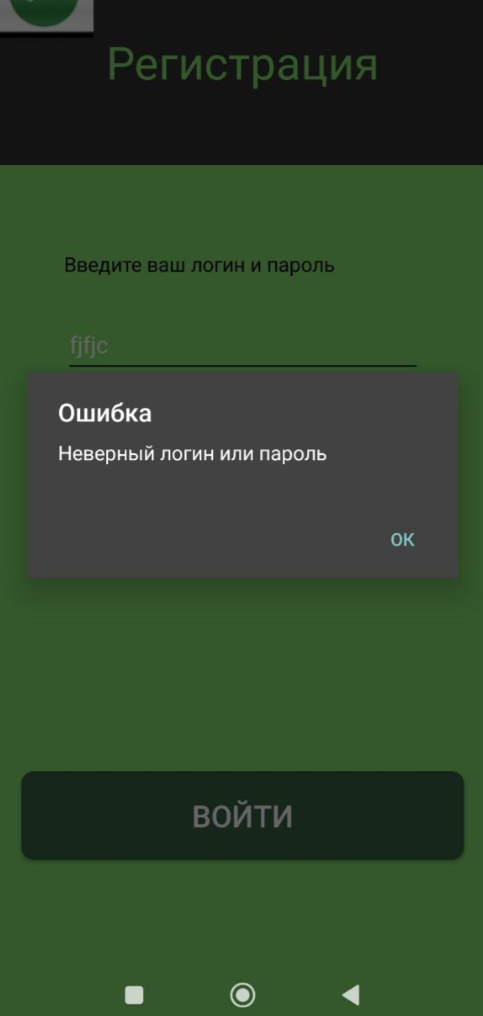 Регистрация
Введите ваш логин и пароль
fjfjc
Ошибка
Неверный логин или пароль
ОК
ВОЙТИ